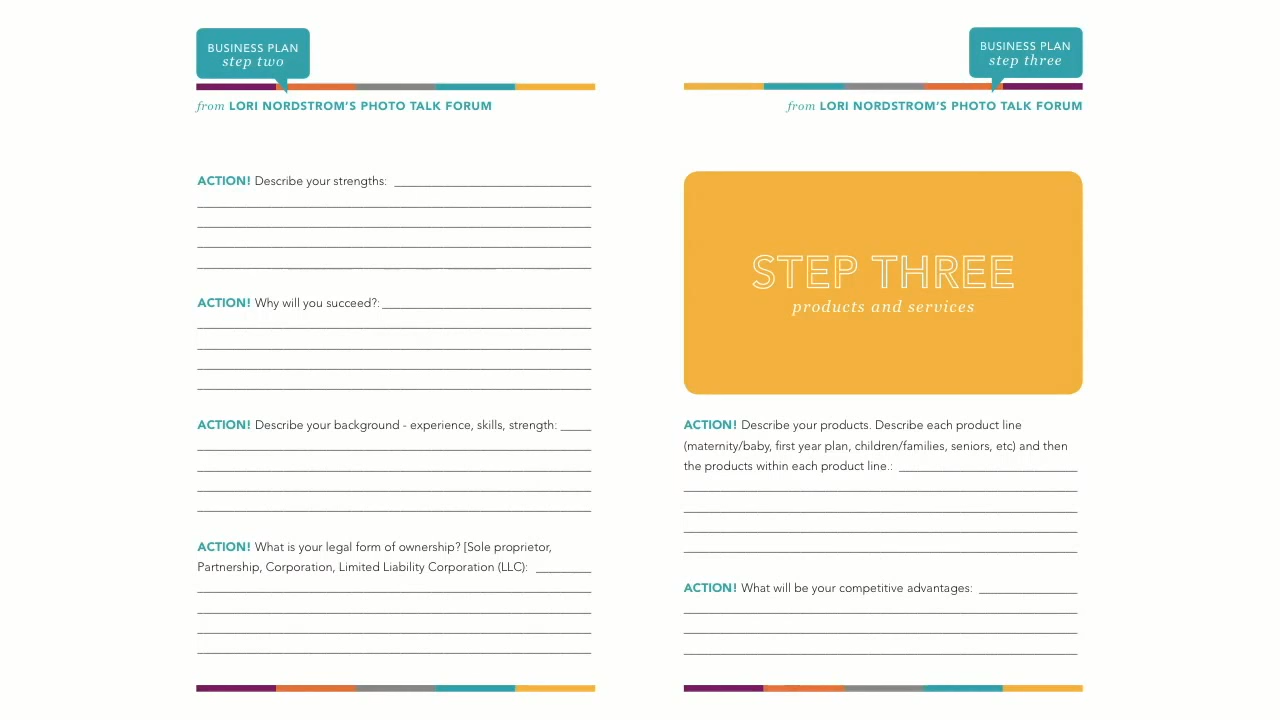 BUSINESS PLAN
step two
from LORI NORDSTROM'S PHOTO TALK FORUM
ACTION! Describe your strengths:
ACTION! Why will you succeed?:
ACTION! Describe your background - experience, skills, strength:
ACTION! What is your legal form of ownership? [Sole proprietor,
Partnership, Corporation, Limited Liability Corporation (LLC):
BUSINESS PLAN
step three
from LORI NORDSTROM'S PHOTO TALK FORUM
STEP THREE
products and services
ACTION! Describe your products. Describe each product line
(maternity/baby, first year plan, children/families, seniors, etc) and then
the products within each product line.:
ACTION! What will be your competitive advantages: